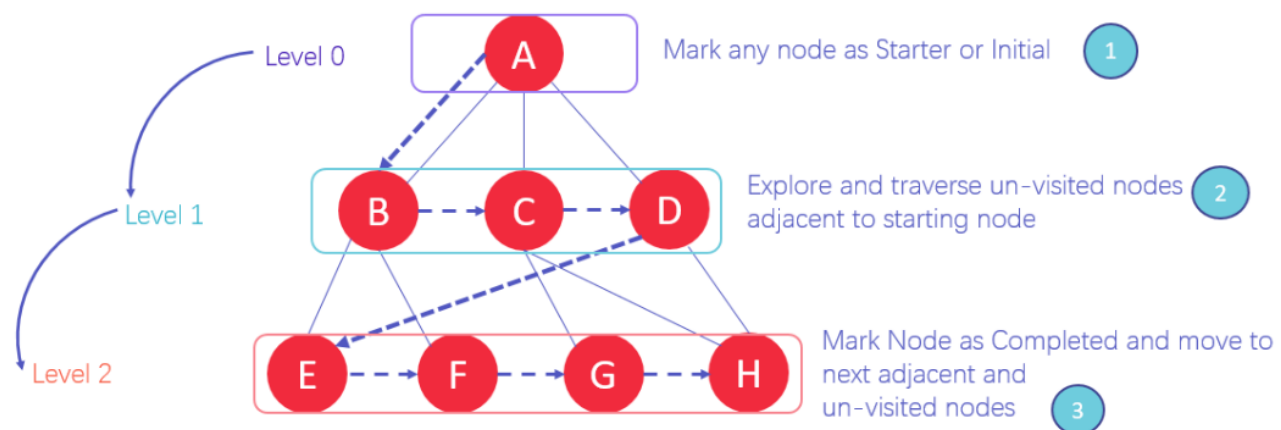 Level 0
A
Mark any node as Starter or Initial
1
Level 1
B
C
D
Explore and traverse un-visited nodes
adjacent to starting node
2
Level 2
E
F
G
H
Mark Node as Completed and move to
next adjacent and
un-visited nodes
3